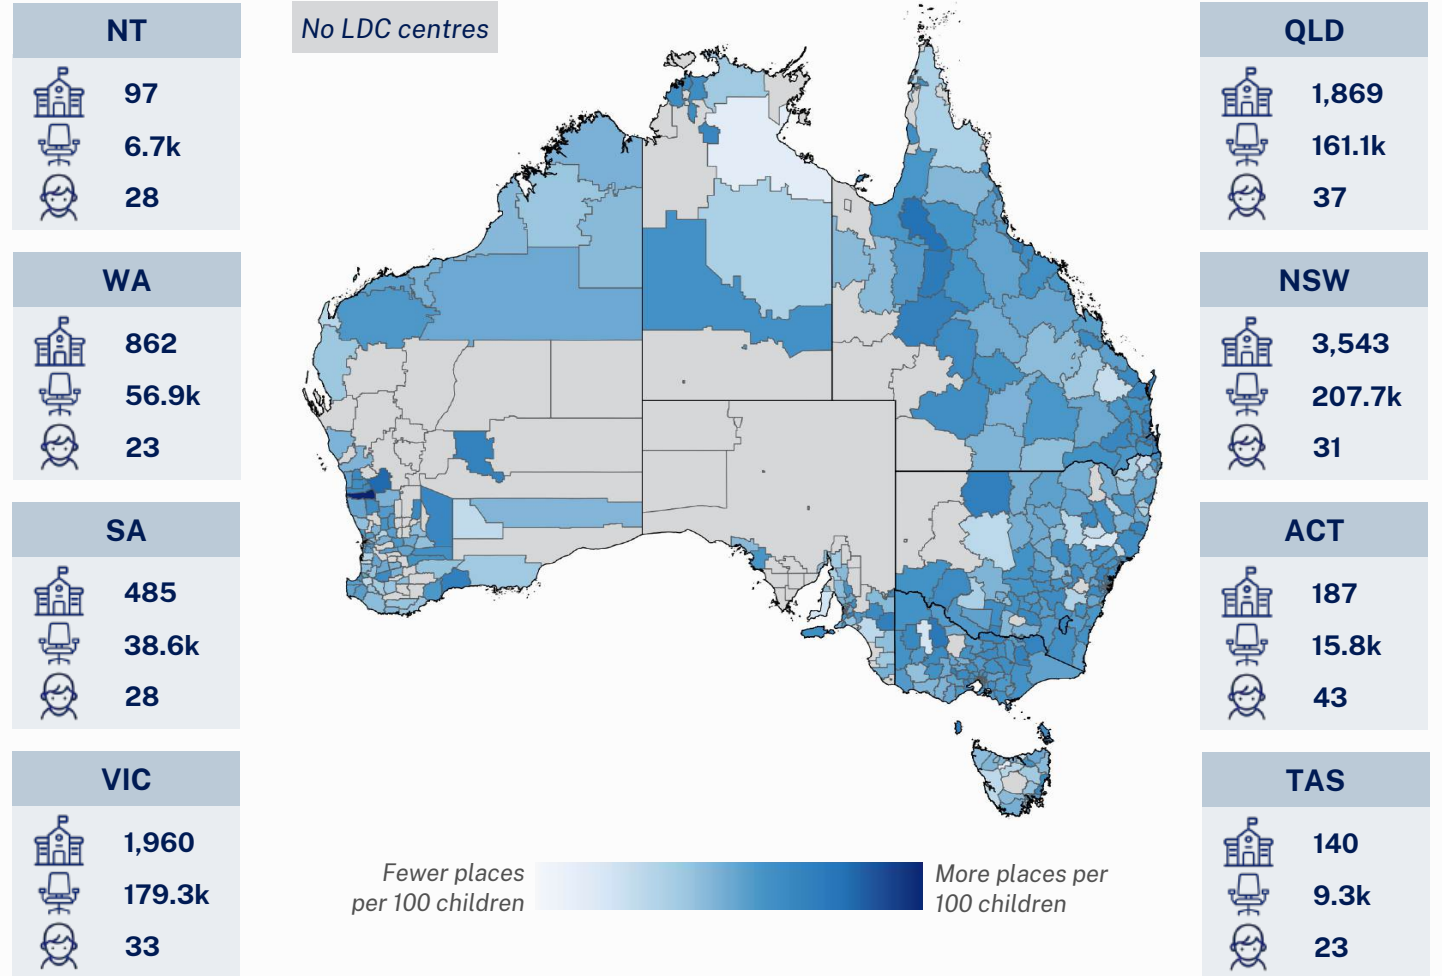 NT
97
6.7k
28
WA
862
56.9k
23
SA
485
38.6k
28
VIC
1,960
179.3k
33
No LDC centres
Fewer places
per 100 children
More places per
100 children
QLD
1,869
161.1k
37
NSW
3,543
207.7k
31
ACT
187
15.8k
43
TAS
140
9.3k
23